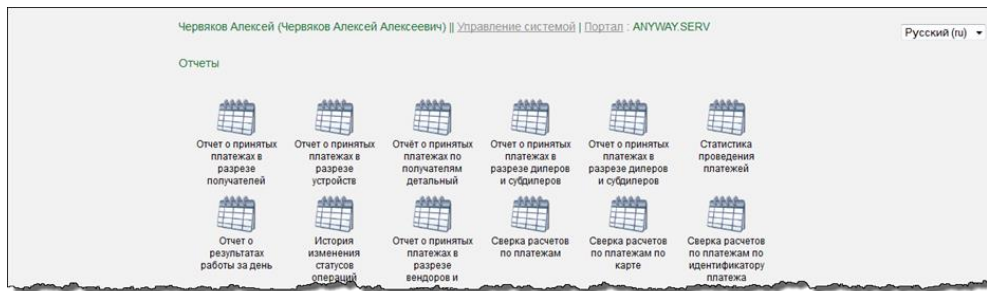 Червяков Алексей (Червяков Алексей Алексеевич) || Управление системой | Портал : ANYWAY.SERV
Русский (ru)
Отчеты
Отчет о принятых
платежах в
разрезе
получателей
Отчет о принятых
платежах в
разрезе
устройств
Отчёт о принятых
платежах по
получателям
детальный
Отчет о принятых
платежах в
разрезе дилеров
и субдилеров
Отчет о принятых
платежах в
разрезе дилеров
и субдилеров
Статистика
проведения
платежей
Отчет о
результатах
работы за день
История
изменения
статусов
операций
Отчет о принятых
платежах в
разрезе
вендоров и
Сверка расчетов
по платежам
Сверка расчетов
по платежам по
карте
Сверка расчетов
по платежам по
идентификатору
платежа